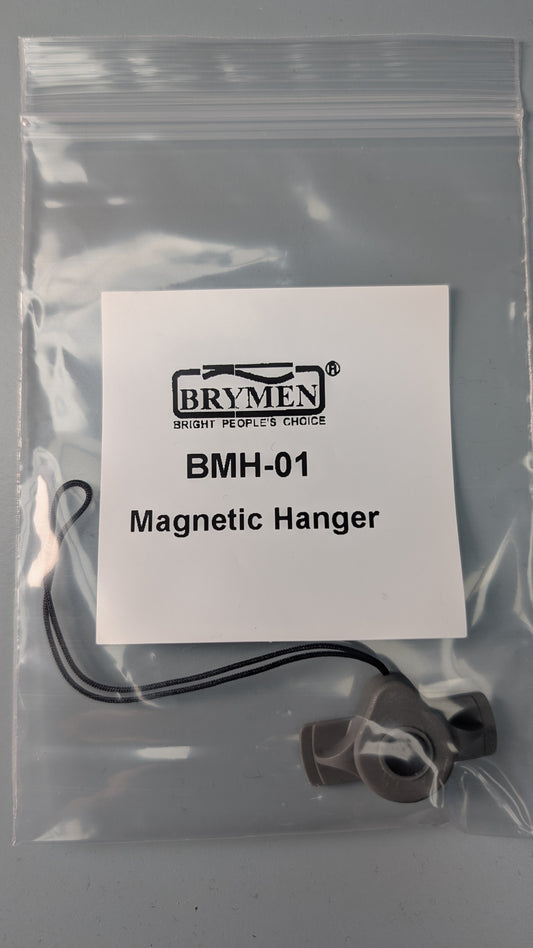 BRYMEN®
BRIGHT PEOPLE'S CHOICE
BMH-01
Magnetic Hanger